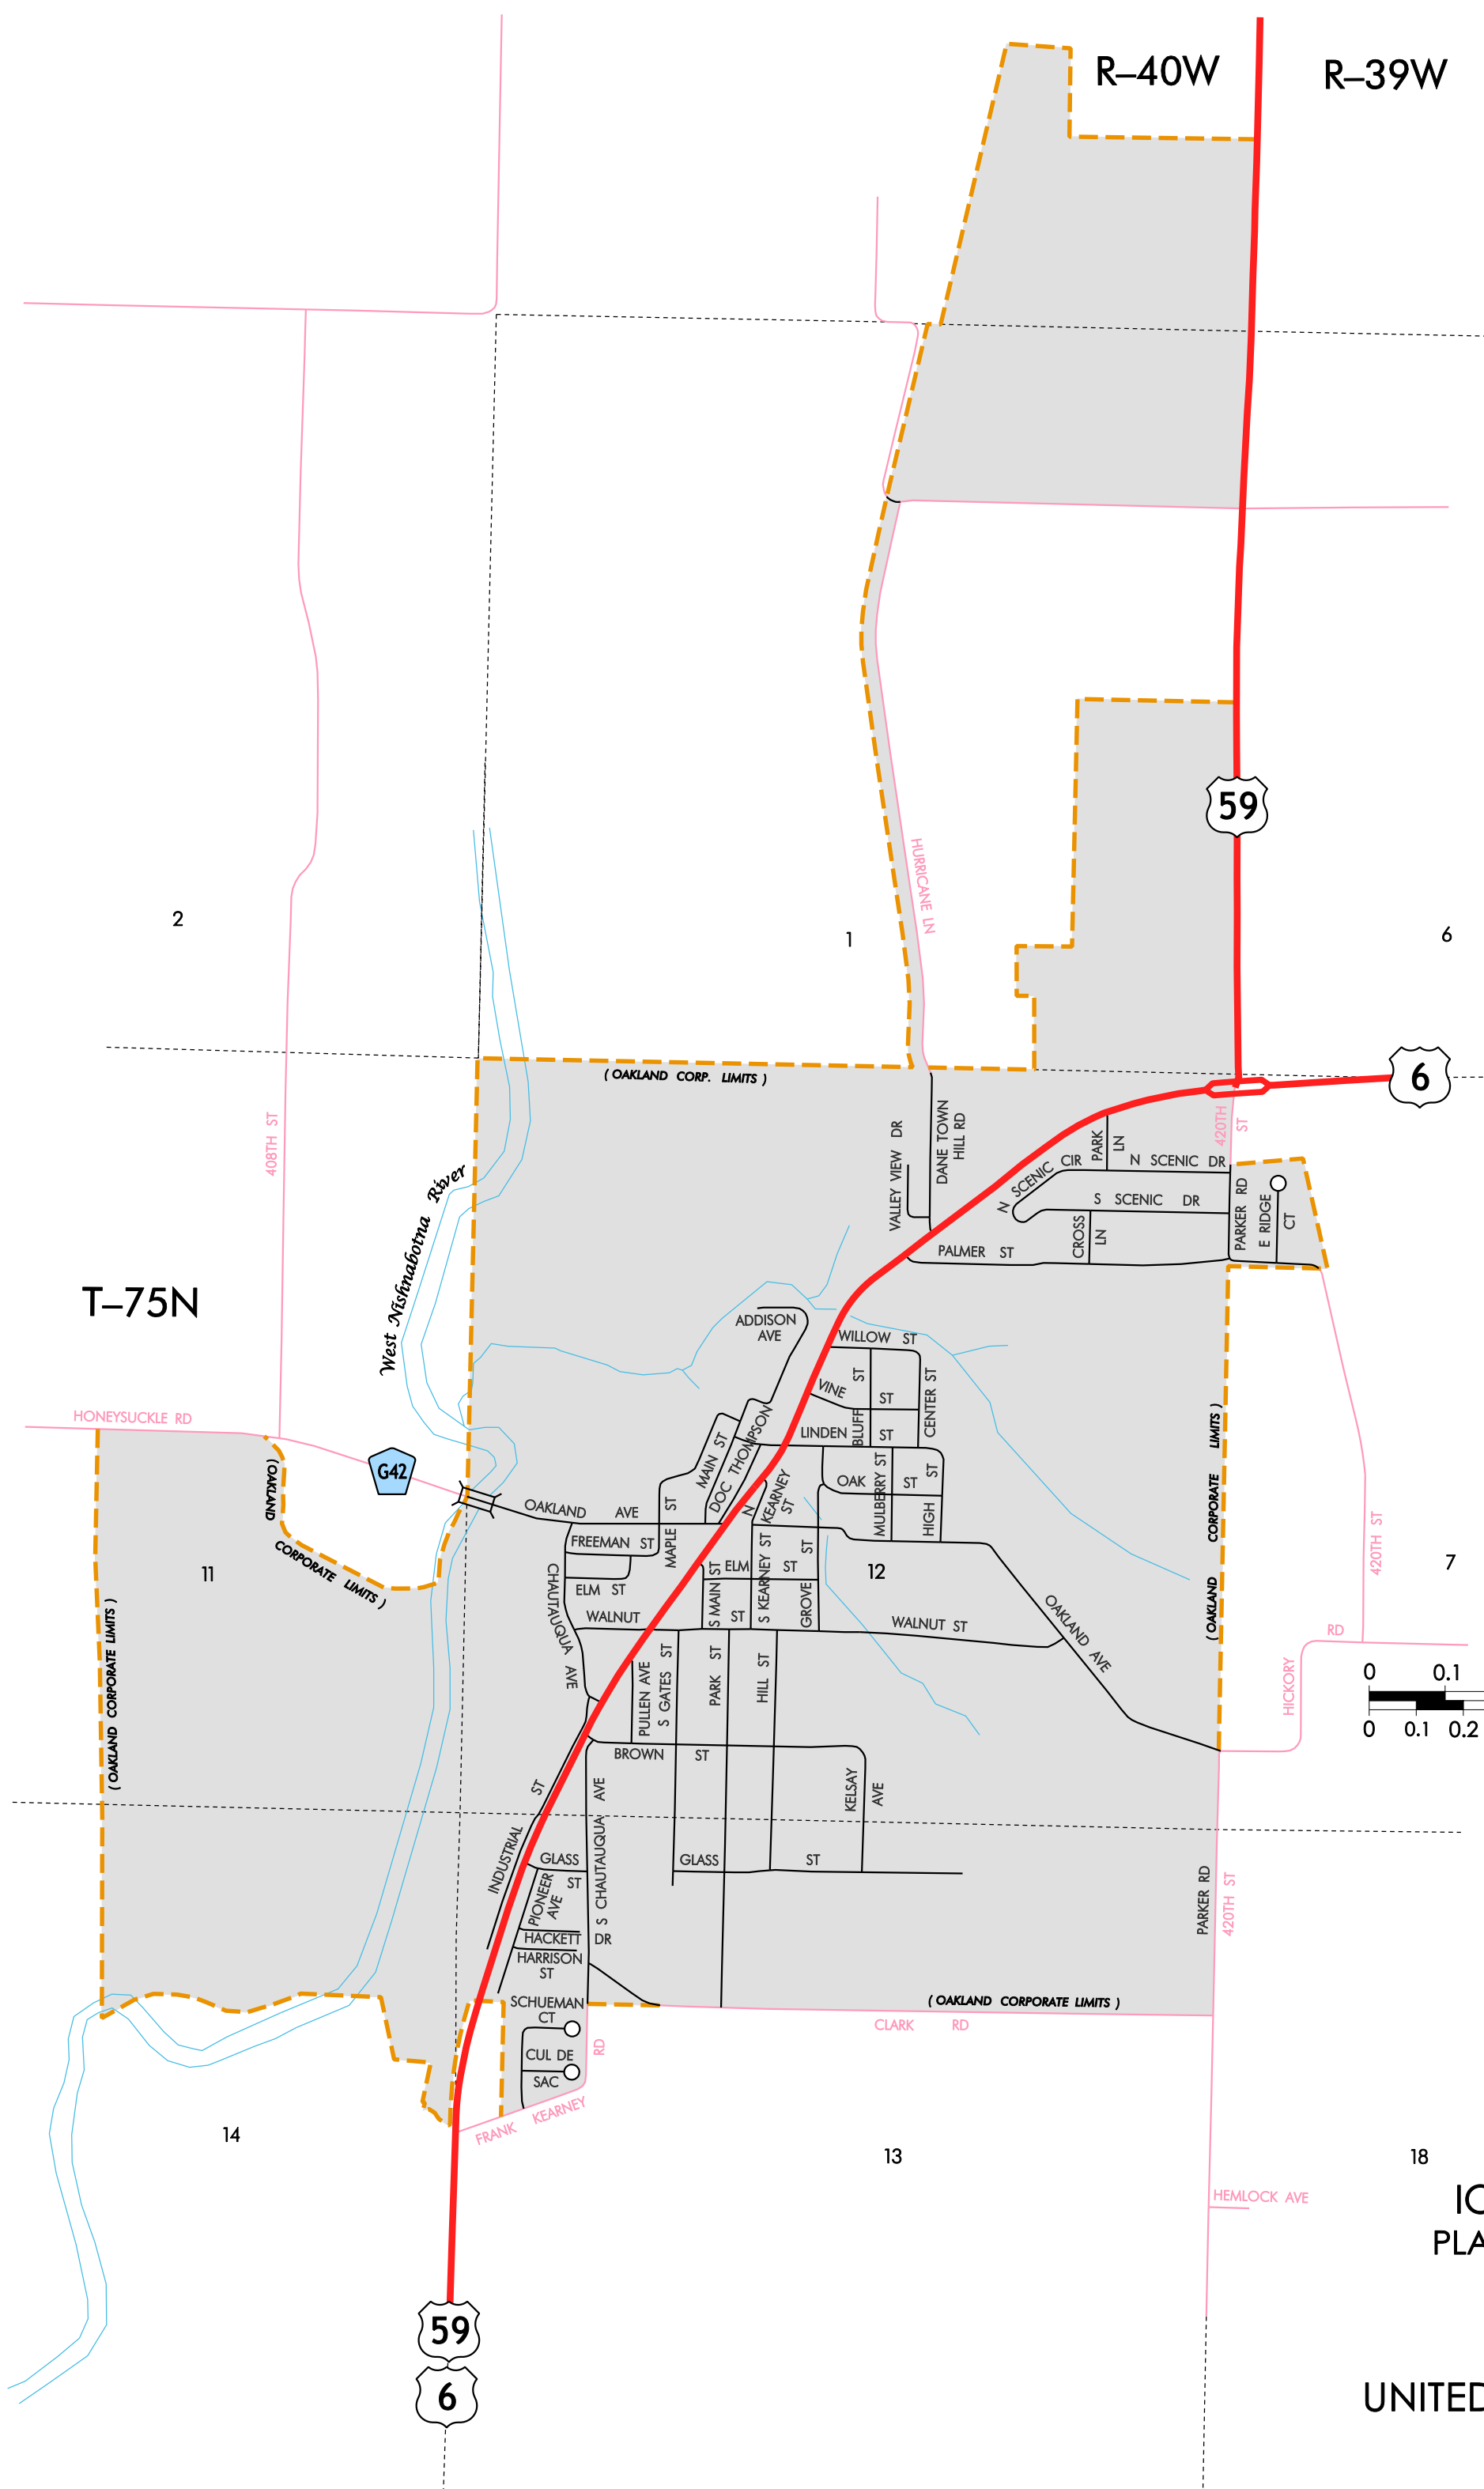 R–40W
R–39W
59
2
1
6
HURRICANE LN
( OAKLAND CORP. LIMITS )
6
408TH ST
420TH
ST
VALLEY VIEW DR
DANE TOWN
HILL RD
PARK
LN
N SCENIC CIR
N SCENIC DR
S SCENIC DR
PARKER RD
E RIDGE
CT
CROSS
LN
PALMER ST
West Nishnabotna River
T–75N
ADDISON
AVE
WILLOW ST
VINE ST
BLUFF ST
CENTER ST
LINDEN ST
HONEYSUCKLE RD
G42
MAIN ST
DOC THOMPSON
N KEARNEY
ST
OAK ST
MULBERRY ST
HIGH ST
( OAKLAND CORPORATE LIMITS )
(OAKLAND
CORPORATE LIMITS )
OAKLAND AVE
FREEMAN ST
MAPLE ST
ELM ST
ELM ST
S MAIN ST
S KEARNEY ST
GROVE ST
12
11
7
420TH ST
CHAUTAUQUA AVE
WALNUT ST
WALNUT ST
OAKLAND AVE
( OAKLAND CORPORATE LIMITS )
HICKORY RD
0 0.1
0 0.1 0.2
PULLEN AVE
S GATES ST
PARK ST
HILL ST
BROWN ST
KELSAY
AVE
INDUSTRIAL ST
S CHAUTAUQUA AVE
GLASS
ST
GLASS ST
PIONEER
AVE
HACKETT DR
HARRISON
ST
PARKER RD
420TH ST
SCHUEMAN
CT
( OAKLAND CORPORATE LIMITS )
CLARK RD
CUL DE
SAC
FRANK KEARNEY RD
14
13
18
HEMLOCK AVE
IO
PLA
59
6
UNITED